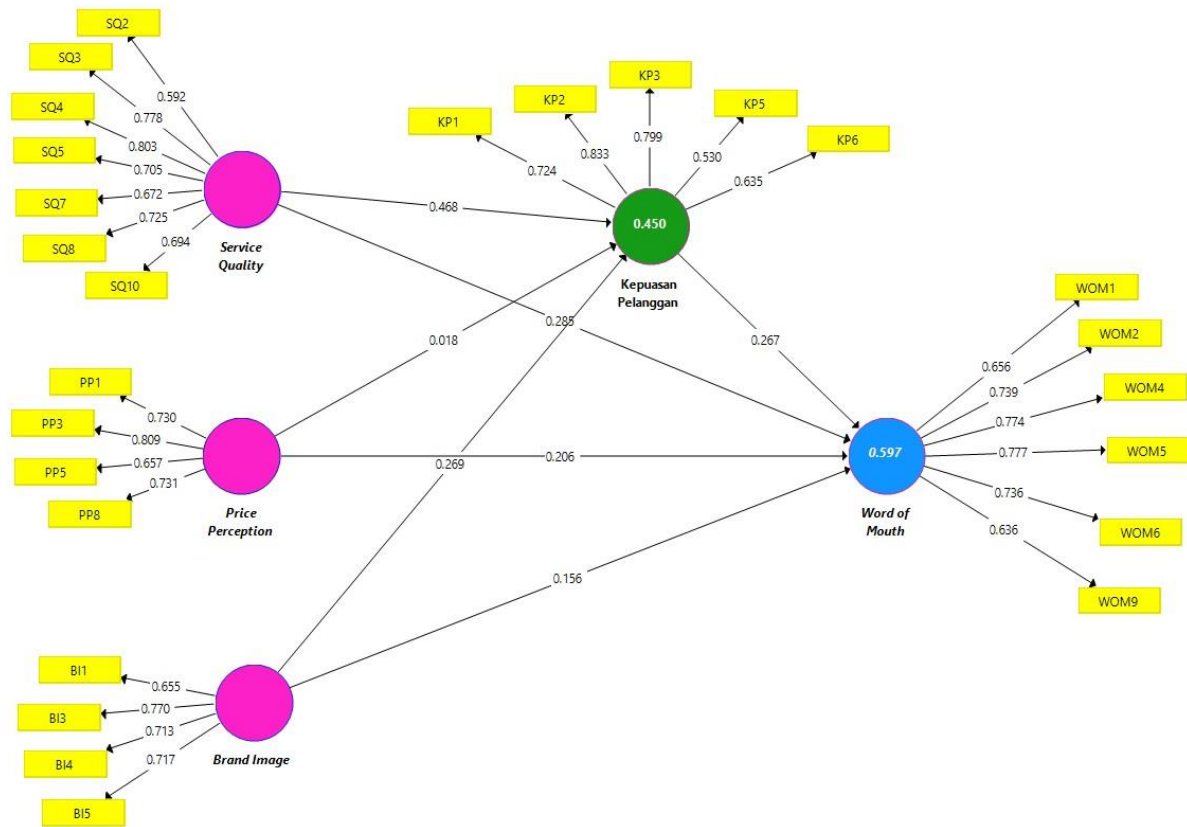 SQ2
SQ3
SQ4
SQ5
SQ7
SQ8
SQ10
0.592
0.778
0.803
0.705
0.672
0.725
0.694
Service
Quality
KP1
KP2
KP3
KP5
KP6
0.724
0.833
0.799
0.530
0.635
0.450
Kepuasan
Pelanggan
0.468
0.018
0.285
0.267
0.269
0.206
0.156
PP1
PP3
PP5
PP8
0.730
0.809
0.657
0.731
Price
Perception
BI1
BI3
BI4
BI5
0.655
0.770
0.713
0.717
Brand Image
0.597
Word of
Mouth
0.656
0.739
0.774
0.777
0.736
0.636
WOM1
WOM2
WOM4
WOM5
WOM6
WOM9